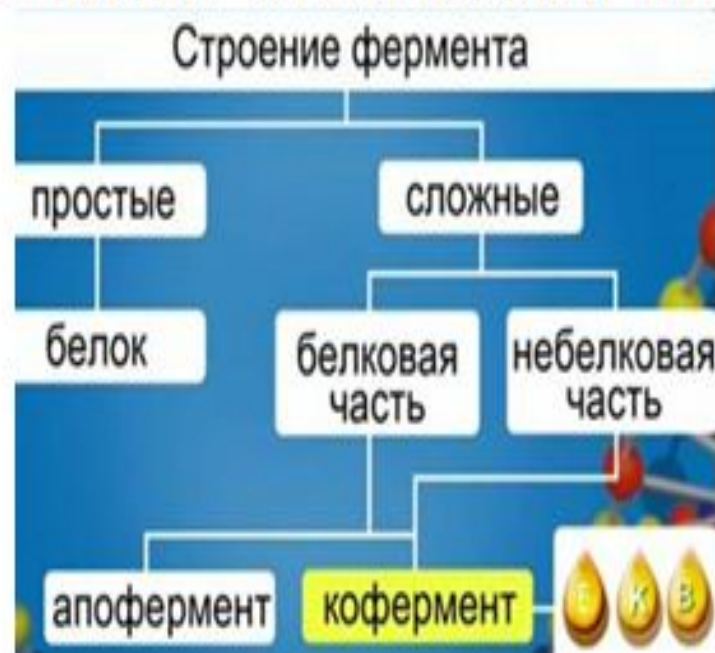 Строение фермента
простые
сложные
белок
белковая
часть
небелковая
часть
апофермент
кофермент
Е К В